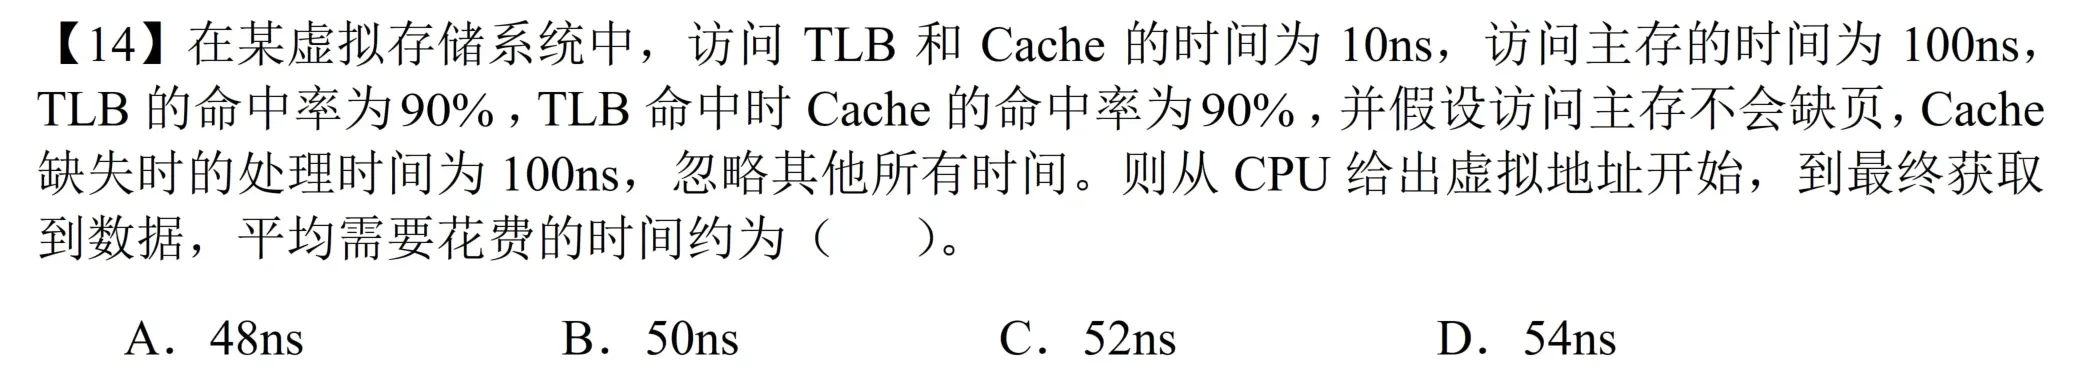 【14】在某虚拟存储系统中，访问 TLB 和 Cache 的时间为 10ns，访问主存的时间为 100ns，
TLB 的命中率为90%，TLB 命中时 Cache 的命中率为90%，并假设访问主存不会缺页，Cache
缺失时的处理时间为 100ns，忽略其他所有时间。则从 CPU 给出虚拟地址开始，到最终获取
到数据，平均需要花费的时间约为（　　）。
A．48ns　　B．50ns　　C．52ns　　D．54ns